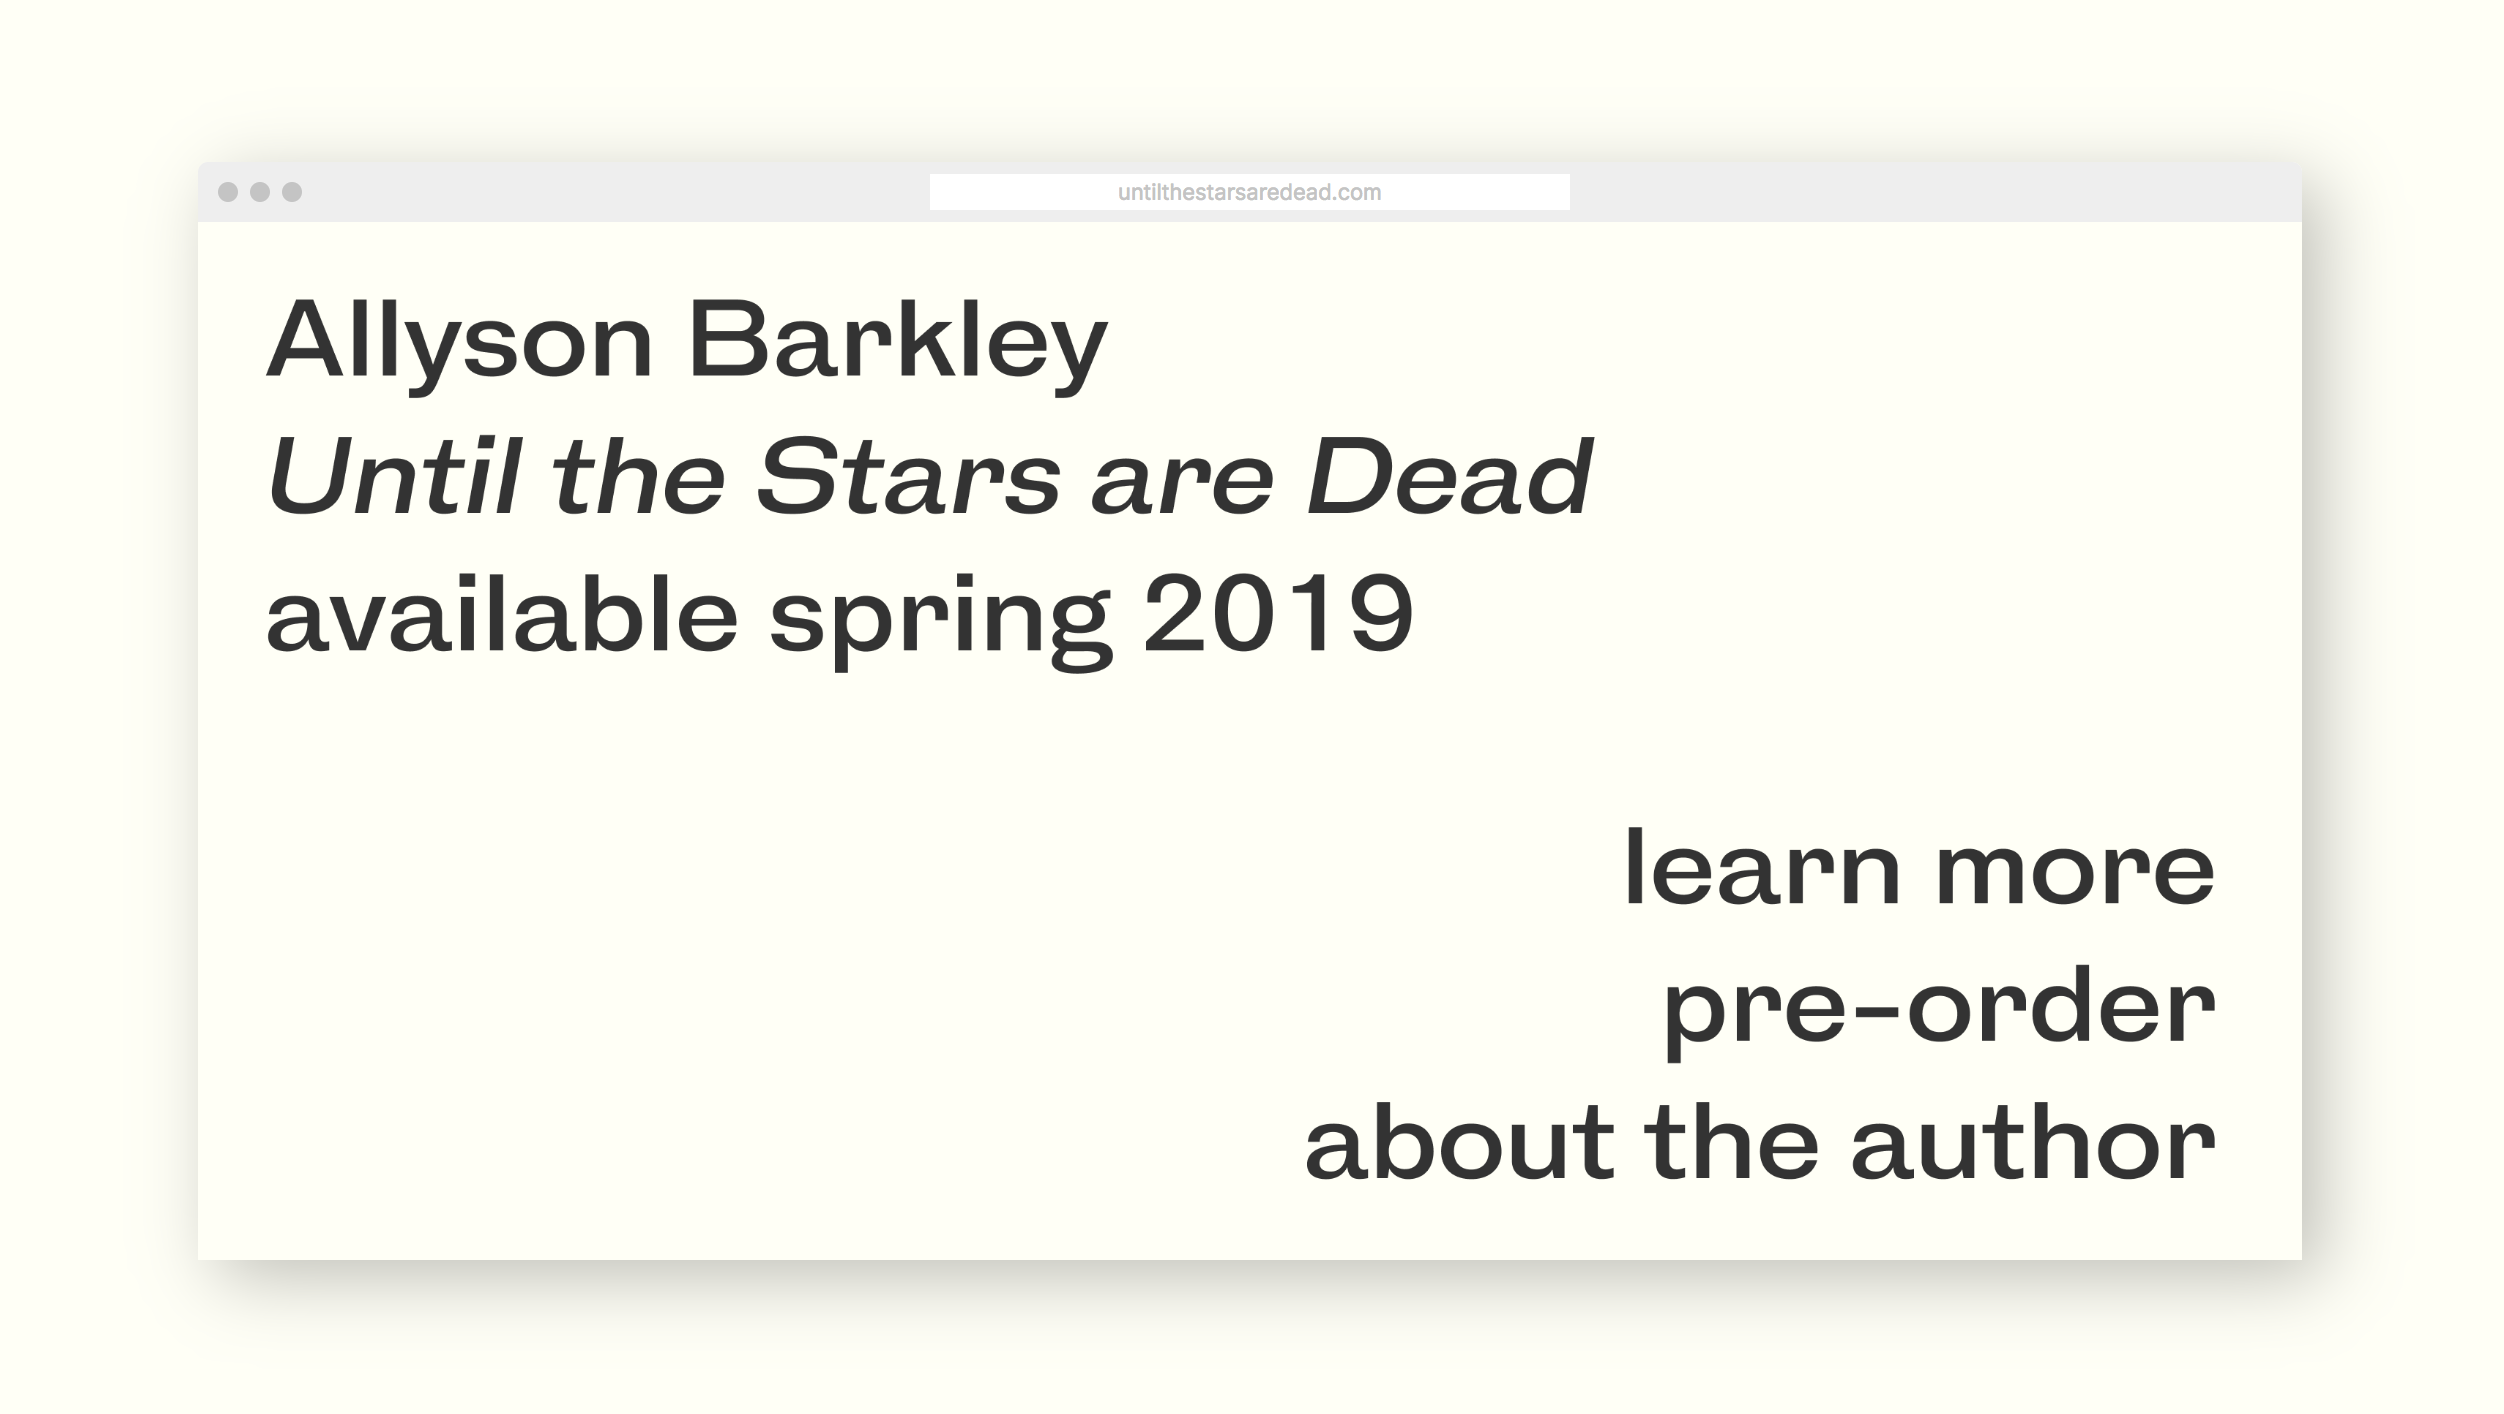 untilthestarsaredead.com
Allyson Barkley
Until the Stars are Dead
available spring 2019
learn more
pre-order
about the author